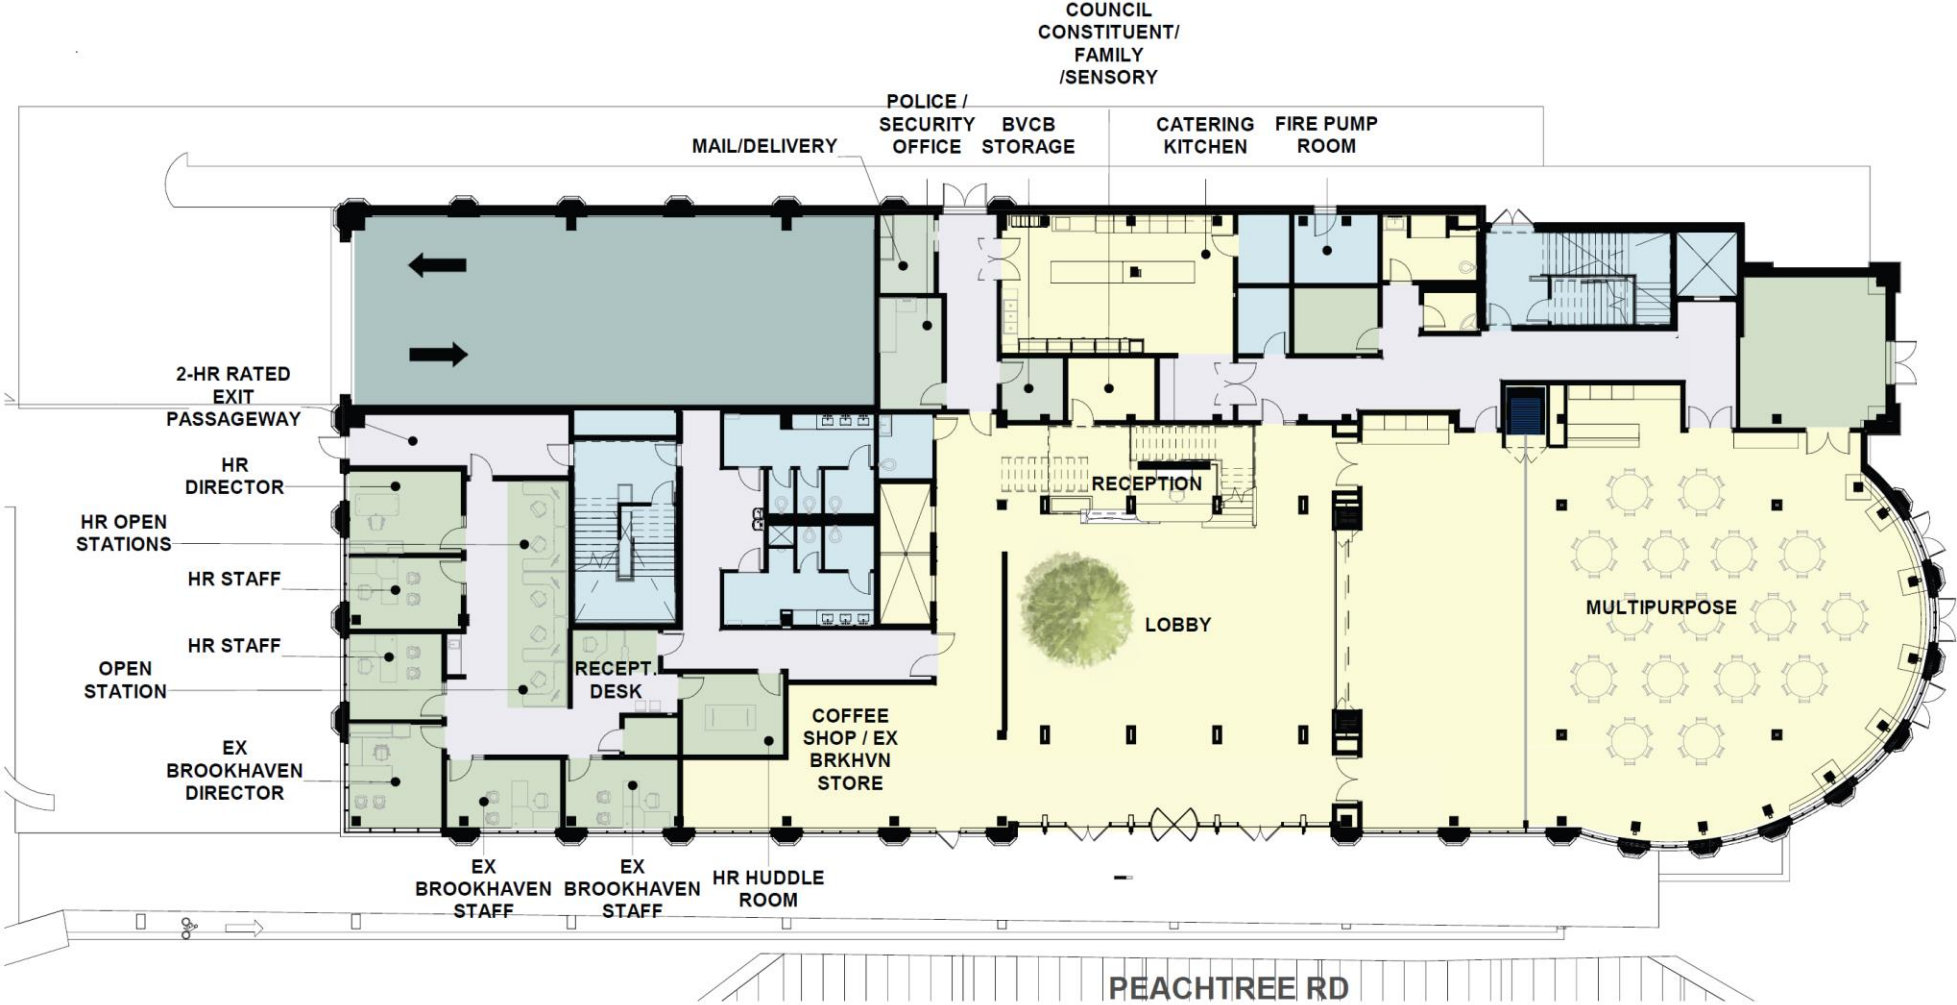 COUNCIL
CONSTITUENT/
FAMILY
/SENSORY
POLICE /
SECURITY
OFFICE
BVCB
STORAGE
CATERING
KITCHEN
FIRE PUMP
ROOM
MAIL/DELIVERY
2-HR RATED
EXIT
PASSAGEWAY
HR
DIRECTOR
HR OPEN
STATIONS
HR STAFF
HR STAFF
OPEN
STATION
EX
BROOKHAVEN
DIRECTOR
RECEPT.
DESK
RECEPTION
LOBBY
MULTIPURPOSE
COFFEE
SHOP / EX
BRKHVN
STORE
EX
BROOKHAVEN
STAFF
EX
BROOKHAVEN
STAFF
HR HUDDLE
ROOM
PEACHTREE RD